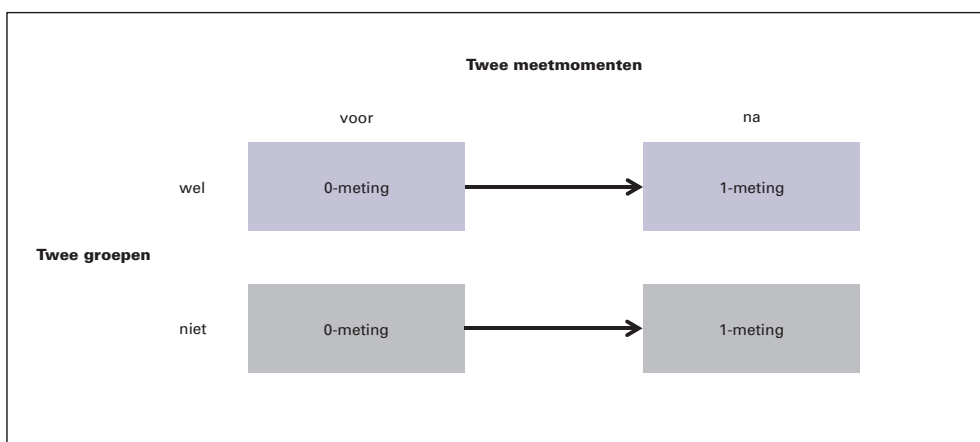 Twee meetmomenten
voor na
wel 0-meting 1-meting
Twee groepen
niet 0-meting 1-meting